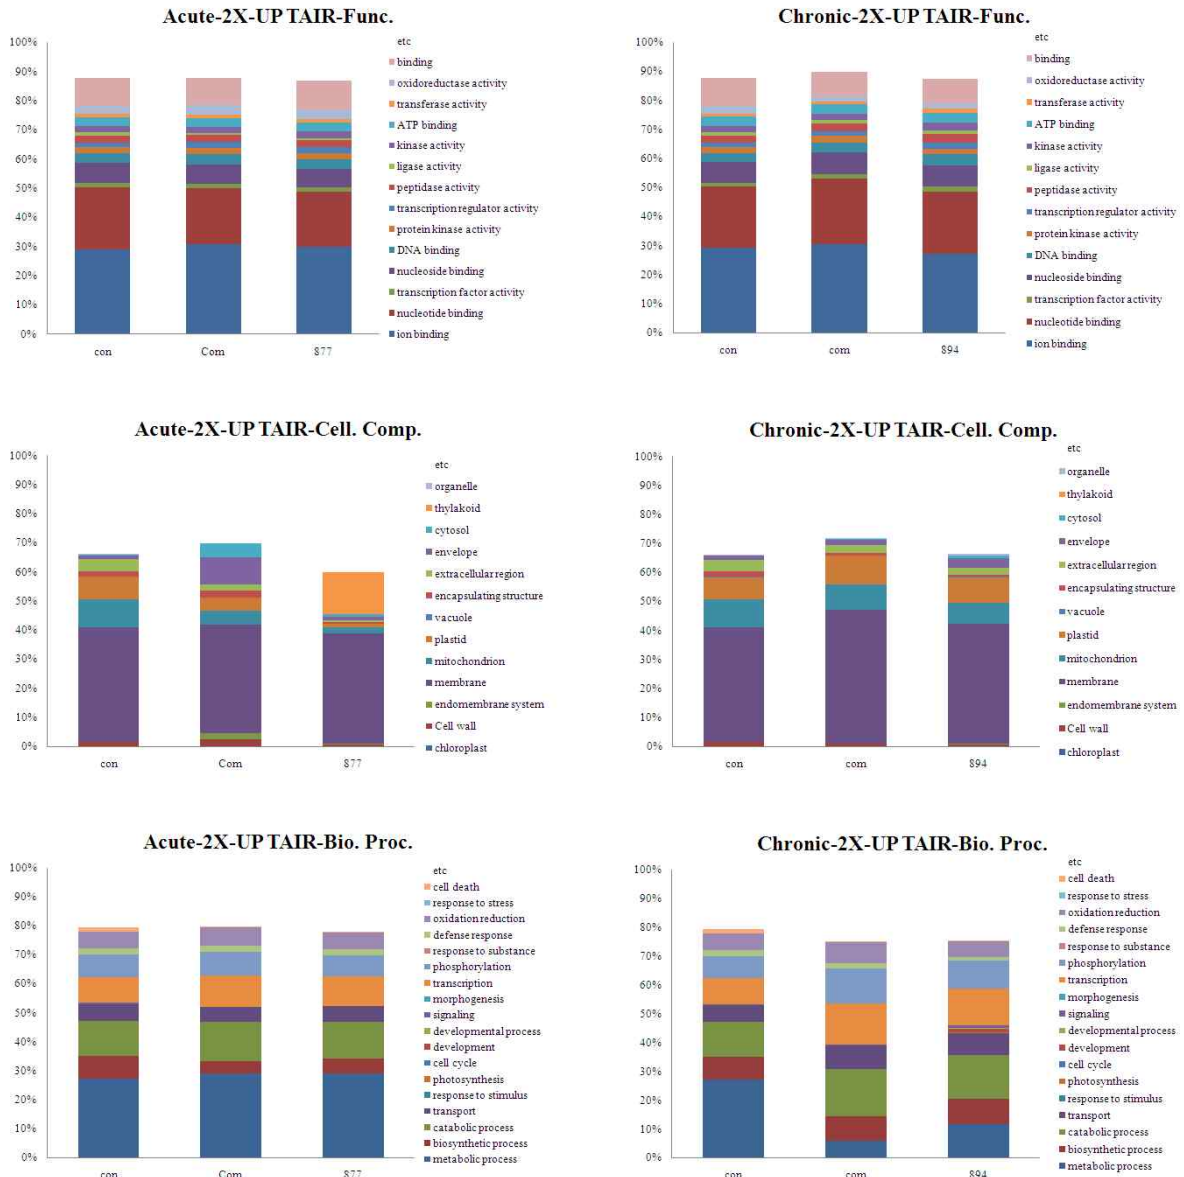 Acute-2X-UP TAIR-Func.
100%
90%
80%
70%
60%
50%
40%
30%
20%
10%
0%
con
Com
877
etc
binding
oxidoreductase activity
transferase activity
ATP binding
kinase activity
ligase activity
peptidase activity
transcription regulator activity
protein kinase activity
DNA binding
nucleoside binding
transcription factor activity
nucleotide binding
ion binding
Chronic-2X-UP TAIR-Func.
100%
90%
80%
70%
60%
50%
40%
30%
20%
10%
0%
con
com
894
etc
binding
oxidoreductase activity
transferase activity
ATP binding
kinase activity
ligase activity
peptidase activity
transcription regulator activity
protein kinase activity
DNA binding
nucleoside binding
transcription factor activity
nucleotide binding
ion binding
Acute-2X-UP TAIR-Cell. Comp.
100%
90%
80%
70%
60%
50%
40%
30%
20%
10%
0%
con
Com
877
etc
organelle
thylakoid
cytosol
envelope
extracellular region
encapsulating structure
vacuole
plastid
mitochondrion
membrane
endomembrane system
Cell wall
chloroplast
Chronic-2X-UP TAIR-Cell. Comp.
100%
90%
80%
70%
60%
50%
40%
30%
20%
10%
0%
con
com
894
etc
organelle
thylakoid
cytosol
envelope
extracellular region
encapsulating structure
vacuole
plastid
mitochondrion
membrane
endomembrane system
Cell wall
chloroplast
Acute-2X-UP TAIR-Bio. Proc.
100%
90%
80%
70%
60%
50%
40%
30%
20%
10%
0%
con
Com
877
etc
cell death
response to stress
oxidation reduction
defense response
response to substance
phosphorylation
transcription
morphogenesis
signaling
developmental process
development
cell cycle
photosynthesis
response to stimulus
transport
catabolic process
biosynthetic process
metabolic process
Chronic-2X-UP TAIR-Bio. Proc.
100%
90%
80%
70%
60%
50%
40%
30%
20%
10%
0%
con
com
894
etc
cell death
response to stress
oxidation reduction
defense response
response to substance
phosphorylation
transcription
morphogenesis
signaling
developmental process
development
cell cycle
photosynthesis
response to stimulus
transport
catabolic process
biosynthetic process
metabolic process